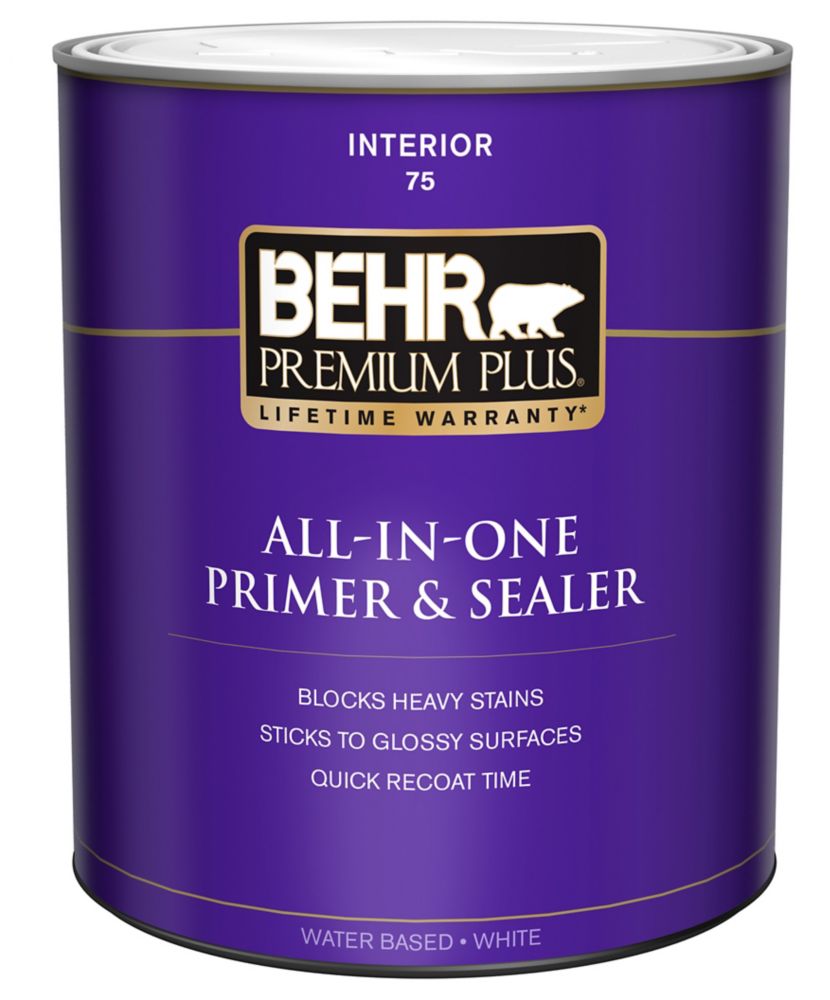 INTERIOR
75
BEHR
PREMIUM PLUS®
LIFETIME WARRANTY*
ALL-IN-ONE
PRIMER & SEALER
BLOCKS HEAVY STAINS
STICKS TO GLOSSY SURFACES
QUICK RECOAT TIME
WATER BASED • WHITE